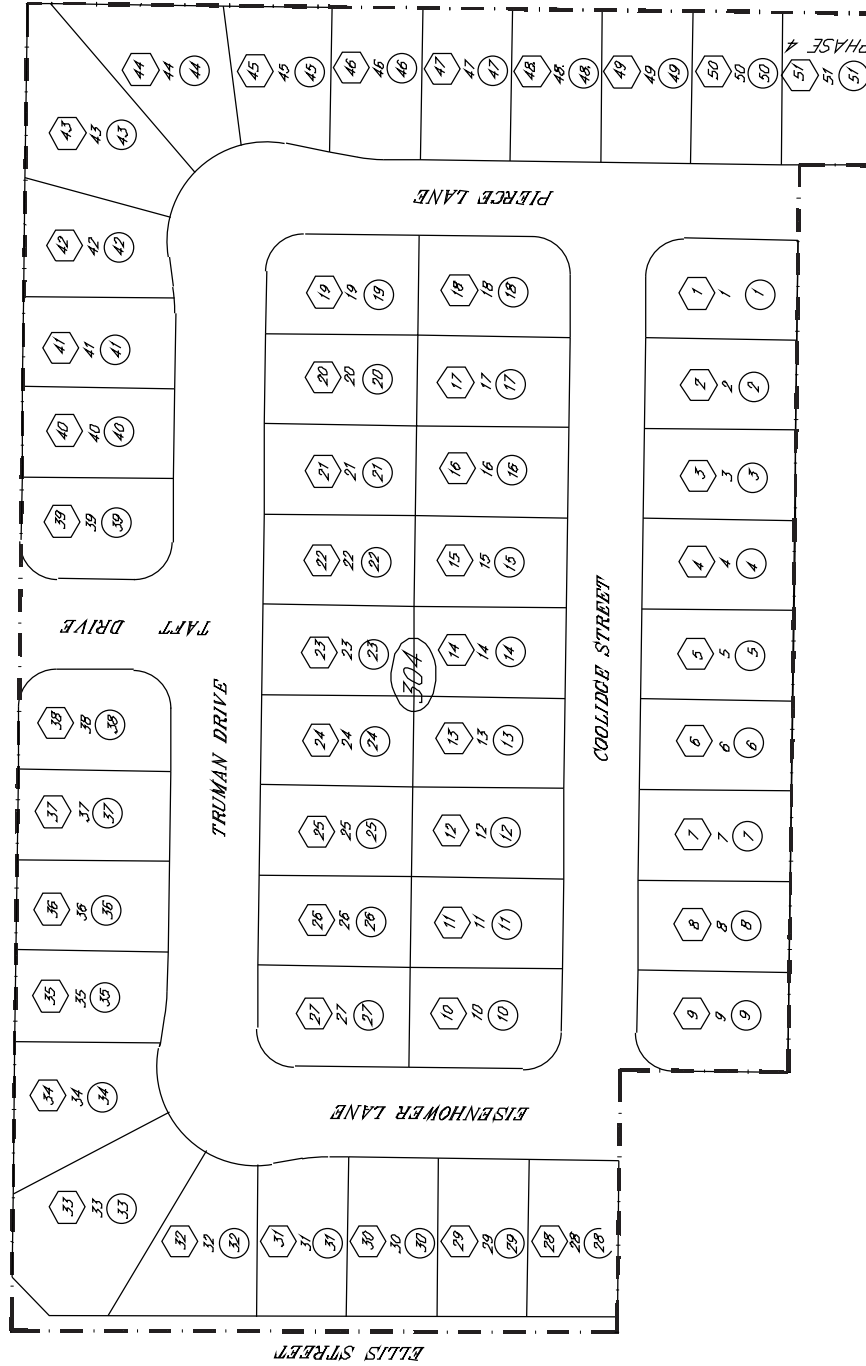 PHASE 4
44 44 44
45 45 45
46 46 46
47 47 47
48 48 48
49 49 49
50 50 50
51 51 51
43 43 43
42 42 42
41 41 41
40 40 40
39 39 39
PIERCE LANE
19 19 19
18 18 18
1 1 1
20 20 20
17 17 17
2 2 2
21 21 21
16 16 16
3 3 3
22 22 22
15 15 15
4 4 4
TAFT DRIVE
23 23 23
304
14 14 14
COOLIDGE STREET
5 5 5
38 38 38
TRUMAN DRIVE
24 24 24
13 13 13
6 6 6
37 37 37
25 25 25
12 12 12
7 7 7
36 36 36
26 26 26
11 11 11
8 8 8
35 35 35
27 27 27
10 10 10
9 9 9
34 34 34
EISENHOWER LANE
33 33 33
32 32 32
31 31 31
30 30 30
29 29 29
28 28 28
ELLIS STREET